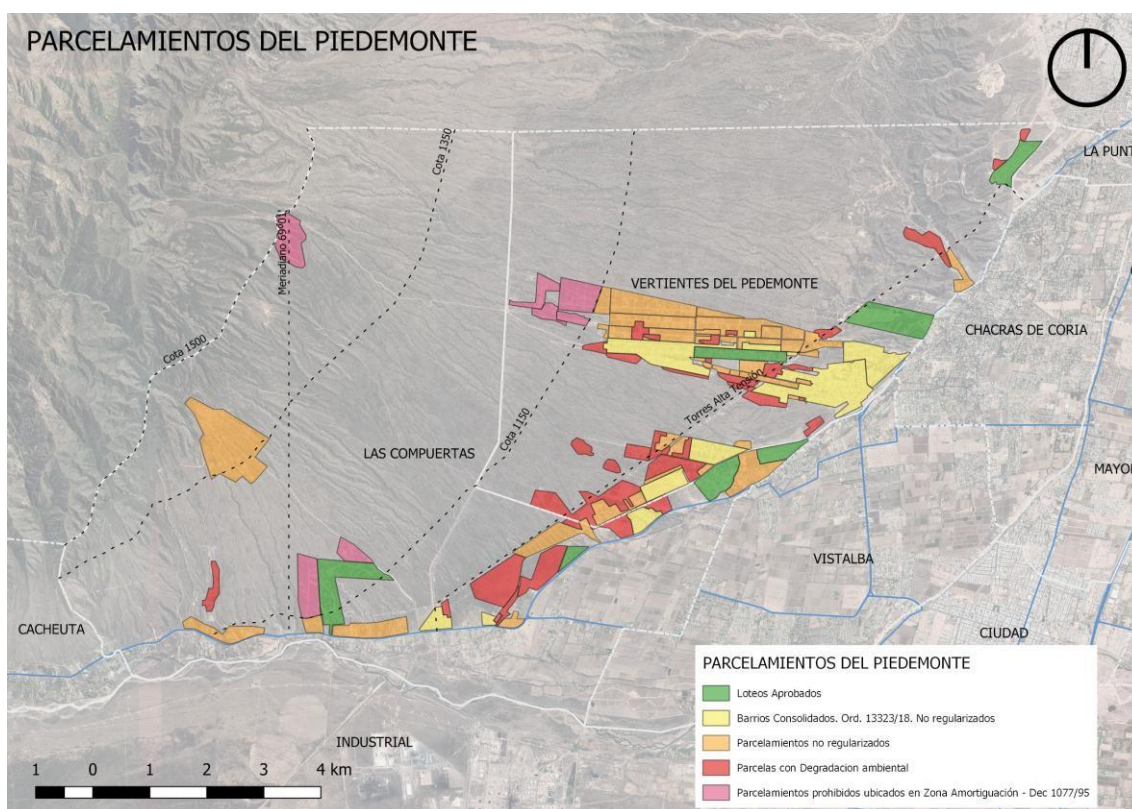 PARCELAMIENTOS DEL PIEDEMONTE
LA PUNT
Cota 1350
Meriadiano 69º01'
VERTIENTES DEL PEDEMONTE
CHACRAS DE CORIA
Cota 1500
Torres Alta Tensión
Cota 1150
LAS COMPUERTAS
MAYO
VISTALBA
CACHEUTA
CIUDAD
INDUSTRIAL
1 0 1 2 3 4 km
PARCELAMIENTOS DEL PIEDEMONTE
Loteos Aprobados
Barrios Consolidados. Ord. 13323/18. No regularizados
Parcelamientos no regularizados
Parcelas con Degradacion ambiental
Parcelamientos prohibidos ubicados en Zona Amortiguación - Dec 1077/95